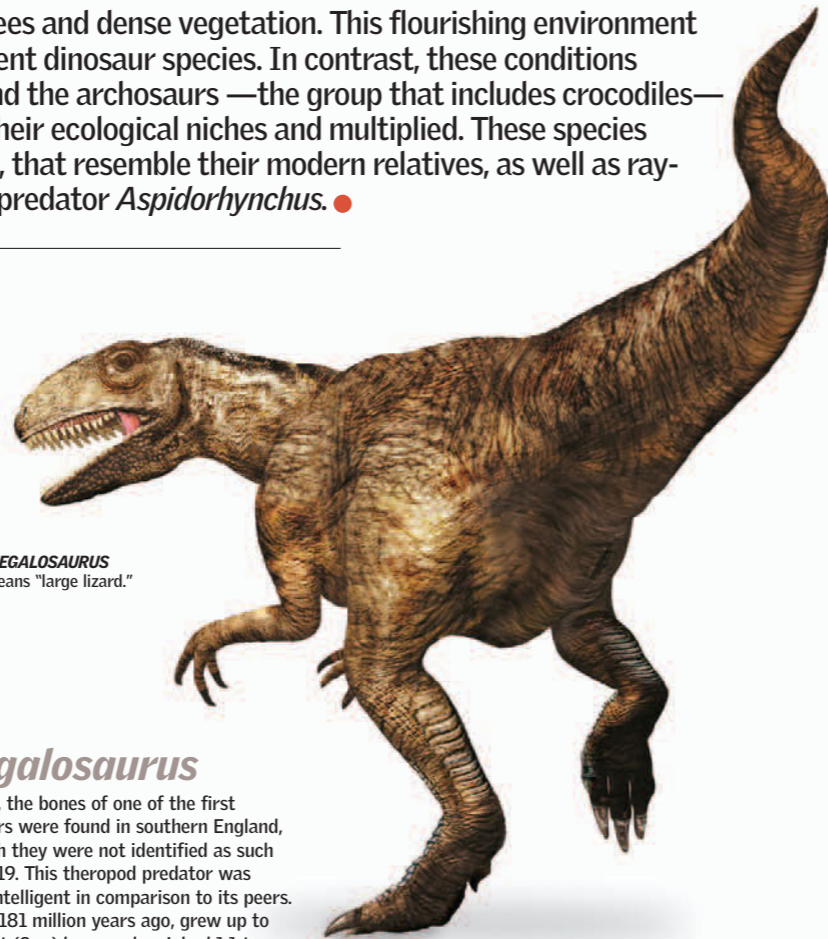 ees and dense vegetation. This flourishing environment
ent dinosaur species. In contrast, these conditions
nd the archosaurs —the group that includes crocodiles—
heir ecological niches and multiplied. These species
, that resemble their modern relatives, as well as ray-
predator Aspidorhynchus.
EGALOSAURUS
eans “large lizard.”
galosaurus
, the bones of one of the first
rs were found in southern England,
h they were not identified as such
19. This theropod predator was
ntelligent in comparison to its peers.
181 million years ago, grew up to